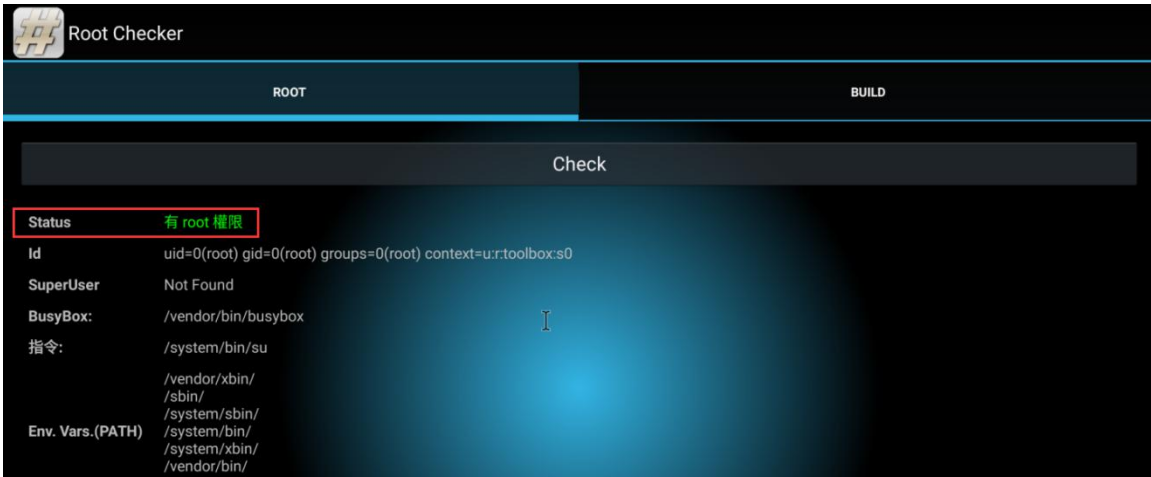 Root Checker
ROOT
BUILD
Check
Status 有 root 權限
Id uid=0(root) gid=0(root) groups=0(root) context=u:r:toolbox:s0
SuperUser Not Found
BusyBox: /vendor/bin/busybox
指令: /system/bin/su
/vendor/xbin/
/sbin/
/system/sbin/
Env. Vars.(PATH) /system/bin/
/system/xbin/
/vendor/bin/